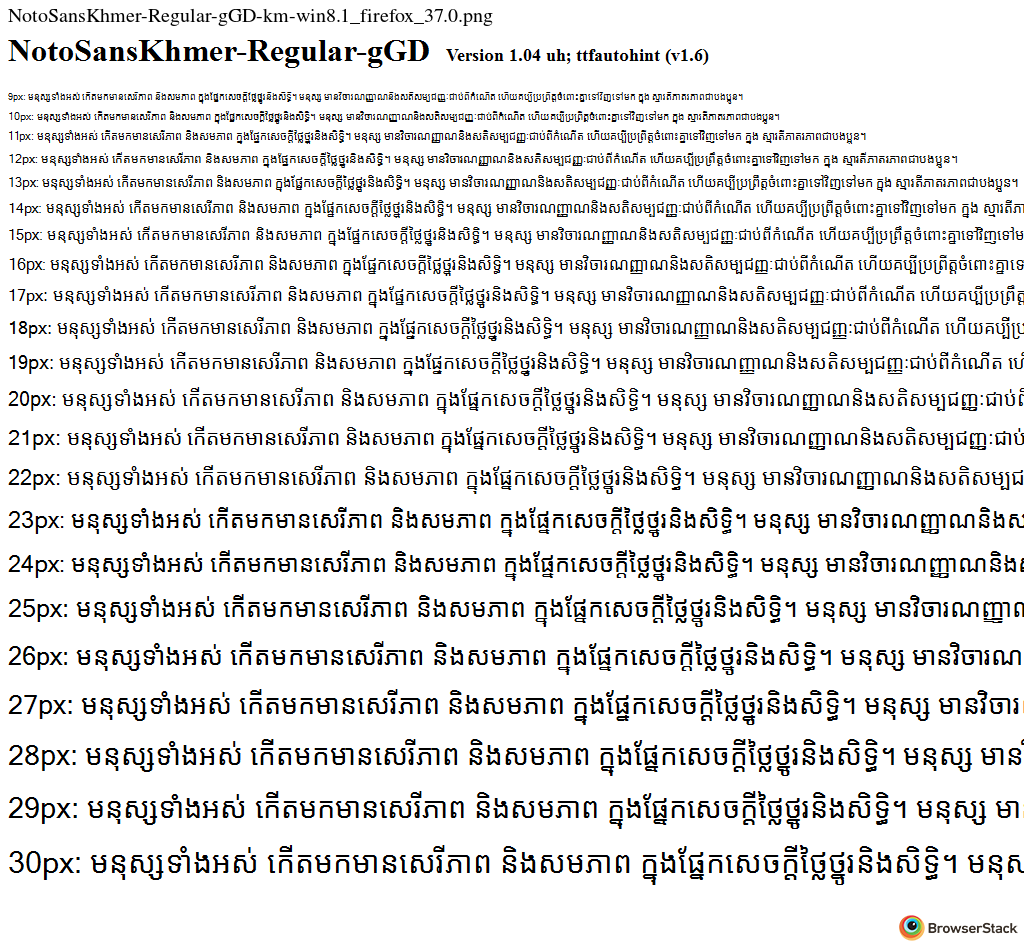 NotoSansKhmer-Regular-gGD-km-win8.1_firefox_37.0.png
NotoSansKhmer-Regular-gGD Version 1.04 uh; ttfautohint (v1.6)
9px: មនុស្សទាំងអស់ កើតមកមានសេរីភាព និងសមភាព ក្នុងផ្នែកសេចក្ដីថ្លៃថ្នូរនិងសិទ្ធិ។ មនុស្ស មានវិចារណញ្ញាណនិងសតិសម្បជញ្ញៈជាប់ពីកំណើត ហើយគប្បីប្រព្រឹត្តចំពោះគ្នាទៅវិញទៅមក ក្នុង ស្មារតីភាតរភាពជាបងប្អូន។
10px: មនុស្សទាំងអស់ កើតមកមានសេរីភាព និងសមភាព ក្នុងផ្នែកសេចក្ដីថ្លៃថ្នូរនិងសិទ្ធិ។ មនុស្ស មានវិចារណញ្ញាណនិងសតិសម្បជញ្ញៈជាប់ពីកំណើត ហើយគប្បីប្រព្រឹត្តចំពោះគ្នាទៅវិញទៅមក ក្នុង ស្មារតីភាតរភាពជាបងប្អូន។
11px: មនុស្សទាំងអស់ កើតមកមានសេរីភាព និងសមភាព ក្នុងផ្នែកសេចក្ដីថ្លៃថ្នូរនិងសិទ្ធិ។ មនុស្ស មានវិចារណញ្ញាណនិងសតិសម្បជញ្ញៈជាប់ពីកំណើត ហើយគប្បីប្រព្រឹត្តចំពោះគ្នាទៅវិញទៅមក ក្នុង ស្មារតីភាតរភាពជាបងប្អូន។
12px: មនុស្សទាំងអស់ កើតមកមានសេរីភាព និងសមភាព ក្នុងផ្នែកសេចក្ដីថ្លៃថ្នូរនិងសិទ្ធិ។ មនុស្ស មានវិចារណញ្ញាណនិងសតិសម្បជញ្ញៈជាប់ពីកំណើត ហើយគប្បីប្រព្រឹត្តចំពោះគ្នាទៅវិញទៅមក ក្នុង ស្មារតីភាតរភាពជាបងប្អូន។
13px: មនុស្សទាំងអស់ កើតមកមានសេរីភាព និងសមភាព ក្នុងផ្នែកសេចក្ដីថ្លៃថ្នូរនិងសិទ្ធិ។ មនុស្ស មានវិចារណញ្ញាណនិងសតិសម្បជញ្ញៈជាប់ពីកំណើត ហើយគប្បីប្រព្រឹត្តចំពោះគ្នាទៅវិញទៅមក ក្នុង ស្មារតីភាតរភាពជាបងប្អូន។
14px: មនុស្សទាំងអស់ កើតមកមានសេរីភាព និងសមភាព ក្នុងផ្នែកសេចក្ដីថ្លៃថ្នូរនិងសិទ្ធិ។ មនុស្ស មានវិចារណញ្ញាណនិងសតិសម្បជញ្ញៈជាប់ពីកំណើត ហើយគប្បីប្រព្រឹត្តចំពោះគ្នាទៅវិញទៅមក ក្នុង ស្មារតីភា
15px: មនុស្សទាំងអស់ កើតមកមានសេរីភាព និងសមភាព ក្នុងផ្នែកសេចក្ដីថ្លៃថ្នូរនិងសិទ្ធិ។ មនុស្ស មានវិចារណញ្ញាណនិងសតិសម្បជញ្ញៈជាប់ពីកំណើត ហើយគប្បីប្រព្រឹត្តចំពោះគ្នាទៅវិញទៅម
16px: មនុស្សទាំងអស់ កើតមកមានសេរីភាព និងសមភាព ក្នុងផ្នែកសេចក្ដីថ្លៃថ្នូរនិងសិទ្ធិ។ មនុស្ស មានវិចារណញ្ញាណនិងសតិសម្បជញ្ញៈជាប់ពីកំណើត ហើយគប្បីប្រព្រឹត្តចំពោះគ្នាទៅ
17px: មនុស្សទាំងអស់ កើតមកមានសេរីភាព និងសមភាព ក្នុងផ្នែកសេចក្ដីថ្លៃថ្នូរនិងសិទ្ធិ។ មនុស្ស មានវិចារណញ្ញាណនិងសតិសម្បជញ្ញៈជាប់ពីកំណើត ហើយគប្បីប្រព្រឹត្ត
18px: មនុស្សទាំងអស់ កើតមកមានសេរីភាព និងសមភាព ក្នុងផ្នែកសេចក្ដីថ្លៃថ្នូរនិងសិទ្ធិ។ មនុស្ស មានវិចារណញ្ញាណនិងសតិសម្បជញ្ញៈជាប់ពីកំណើត ហើយគប្បីប្រ
19px: មនុស្សទាំងអស់ កើតមកមានសេរីភាព និងសមភាព ក្នុងផ្នែកសេចក្ដីថ្លៃថ្នូរនិងសិទ្ធិ។ មនុស្ស មានវិចារណញ្ញាណនិងសតិសម្បជញ្ញៈជាប់ពីកំណើត ហើ
20px: មនុស្សទាំងអស់ កើតមកមានសេរីភាព និងសមភាព ក្នុងផ្នែកសេចក្ដីថ្លៃថ្នូរនិងសិទ្ធិ។ មនុស្ស មានវិចារណញ្ញាណនិងសតិសម្បជញ្ញៈជាប់ពី
21px: មនុស្សទាំងអស់ កើតមកមានសេរីភាព និងសមភាព ក្នុងផ្នែកសេចក្ដីថ្លៃថ្នូរនិងសិទ្ធិ។ មនុស្ស មានវិចារណញ្ញាណនិងសតិសម្បជញ្ញៈជាប់
22px: មនុស្សទាំងអស់ កើតមកមានសេរីភាព និងសមភាព ក្នុងផ្នែកសេចក្ដីថ្លៃថ្នូរនិងសិទ្ធិ។ មនុស្ស មានវិចារណញ្ញាណនិងសតិសម្បជ
23px: មនុស្សទាំងអស់ កើតមកមានសេរីភាព និងសមភាព ក្នុងផ្នែកសេចក្ដីថ្លៃថ្នូរនិងសិទ្ធិ។ មនុស្ស មានវិចារណញ្ញាណនិងស
24px: មនុស្សទាំងអស់ កើតមកមានសេរីភាព និងសមភាព ក្នុងផ្នែកសេចក្ដីថ្លៃថ្នូរនិងសិទ្ធិ។ មនុស្ស មានវិចារណញ្ញាណនិងស
25px: មនុស្សទាំងអស់ កើតមកមានសេរីភាព និងសមភាព ក្នុងផ្នែកសេចក្ដីថ្លៃថ្នូរនិងសិទ្ធិ។ មនុស្ស មានវិចារណញ្ញាណ
26px: មនុស្សទាំងអស់ កើតមកមានសេរីភាព និងសមភាព ក្នុងផ្នែកសេចក្ដីថ្លៃថ្នូរនិងសិទ្ធិ។ មនុស្ស មានវិចារណ
27px: មនុស្សទាំងអស់ កើតមកមានសេរីភាព និងសមភាព ក្នុងផ្នែកសេចក្ដីថ្លៃថ្នូរនិងសិទ្ធិ។ មនុស្ស មានវិចារ
28px: មនុស្សទាំងអស់ កើតមកមានសេរីភាព និងសមភាព ក្នុងផ្នែកសេចក្ដីថ្លៃថ្នូរនិងសិទ្ធិ។ មនុស្ស មាន
29px: មនុស្សទាំងអស់ កើតមកមានសេរីភាព និងសមភាព ក្នុងផ្នែកសេចក្ដីថ្លៃថ្នូរនិងសិទ្ធិ។ មនុស្ស មា
30px: មនុស្សទាំងអស់ កើតមកមានសេរីភាព និងសមភាព ក្នុងផ្នែកសេចក្ដីថ្លៃថ្នូរនិងសិទ្ធិ។ មនុស
BrowserStack